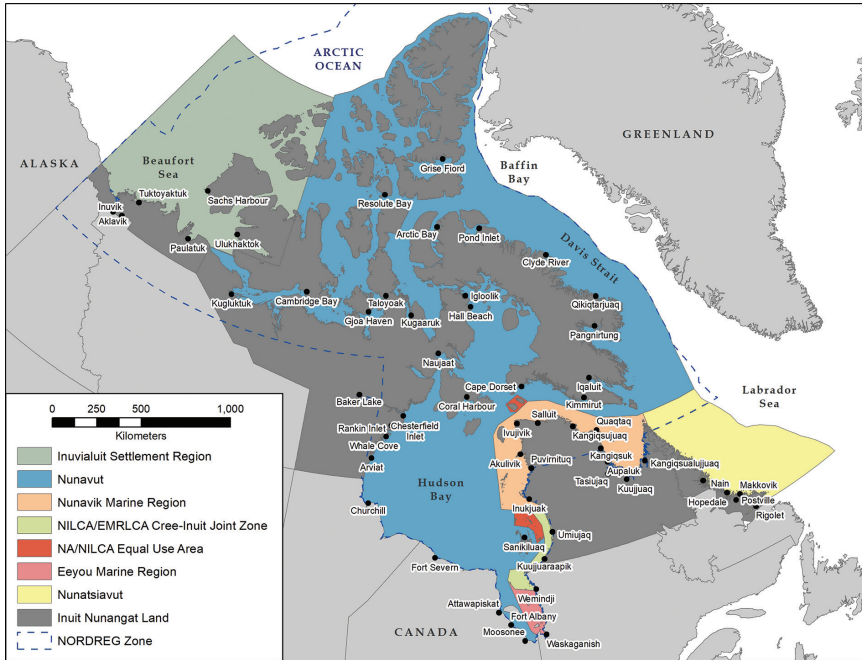 ARCTIC
OCEAN
GREENLAND
ALASKA
Beaufort
Sea
Baffin
Bay
Grise Fiord
Tuktoyaktuk
Sachs Harbour
Resolute Bay
Inuvik
Aklavik
Arctic Bay
Pond Inlet
Paulatuk
Ulukhaktok
Davis Strait
Clyde River
Kugluktuk
Cambridge Bay
Taloyoak
Igloolik
Qikiqtarjuaq
Gjoa Haven
Kugaaruk
Hall Beach
Pangnirtung
Naujaat
Cape Dorset
Iqaluit
Labrador
Sea
Baker Lake
Coral Harbour
Kimmirut
Chesterfield
Inlet
Rankin Inlet
Whale Cove
Salluit
Quaqtaq
Ivujivik
Kangiqsujuaq
Arviat
Akulivik
Puvirnituq
Kangiqsuk
Kangiqsualujjuaq
Aupaluk
Tasiujaq
Kuujjuaq
Nain
Makkovik
Hopedale
Postville
Rigolet
Hudson
Bay
Churchill
Inukjuak
Umiujaq
Sanikiluaq
Kuujjuaraapik
Fort Severn
Wemindji
Attawapiskat
Fort Albany
Moosonee
Waskaganish
CANADA
0 250 500 1,000
Kilometers
Inuvialuit Settlement Region
Nunavut
Nunavik Marine Region
NILCA/EMRLCA Cree-Inuit Joint Zone
NA/NILCA Equal Use Area
Eeyou Marine Region
Nunatsiavut
Inuit Nunangat Land
NORDREG Zone